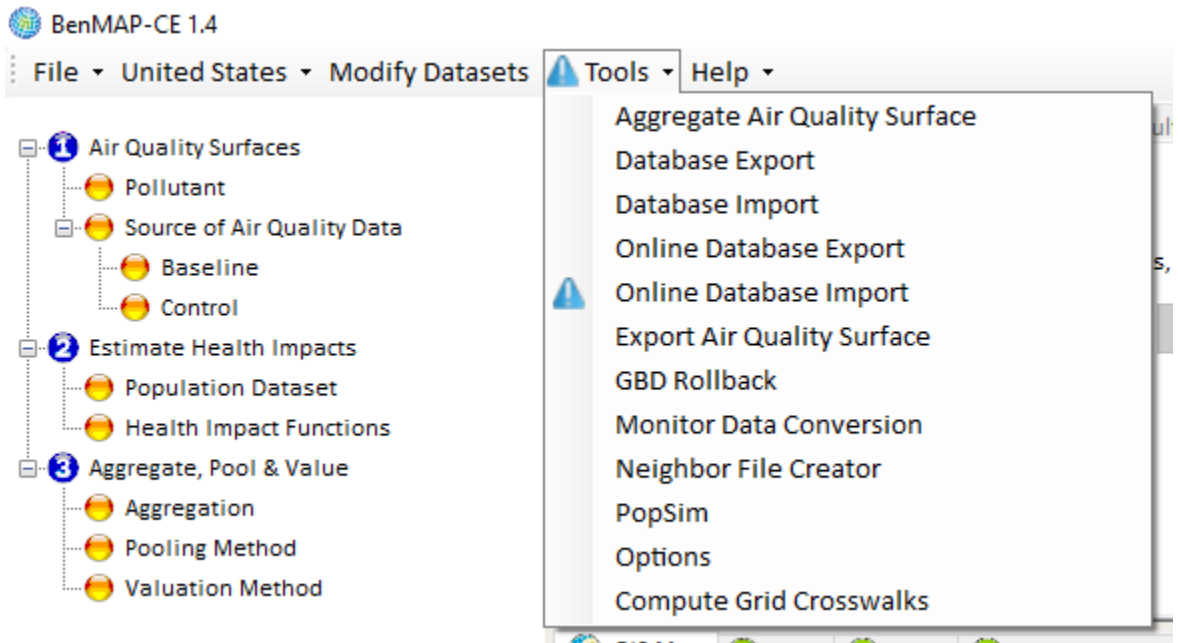 BenMAP-CE 1.4
File United States Modify Datasets Tools Help
1 Air Quality Surfaces
Pollutant
Source of Air Quality Data
Baseline
Control
2 Estimate Health Impacts
Population Dataset
Health Impact Functions
3 Aggregate, Pool & Value
Aggregation
Pooling Method
Valuation Method
Aggregate Air Quality Surface
Database Export
Database Import
Online Database Export
Online Database Import
Export Air Quality Surface
GBD Rollback
Monitor Data Conversion
Neighbor File Creator
PopSim
Options
Compute Grid Crosswalks